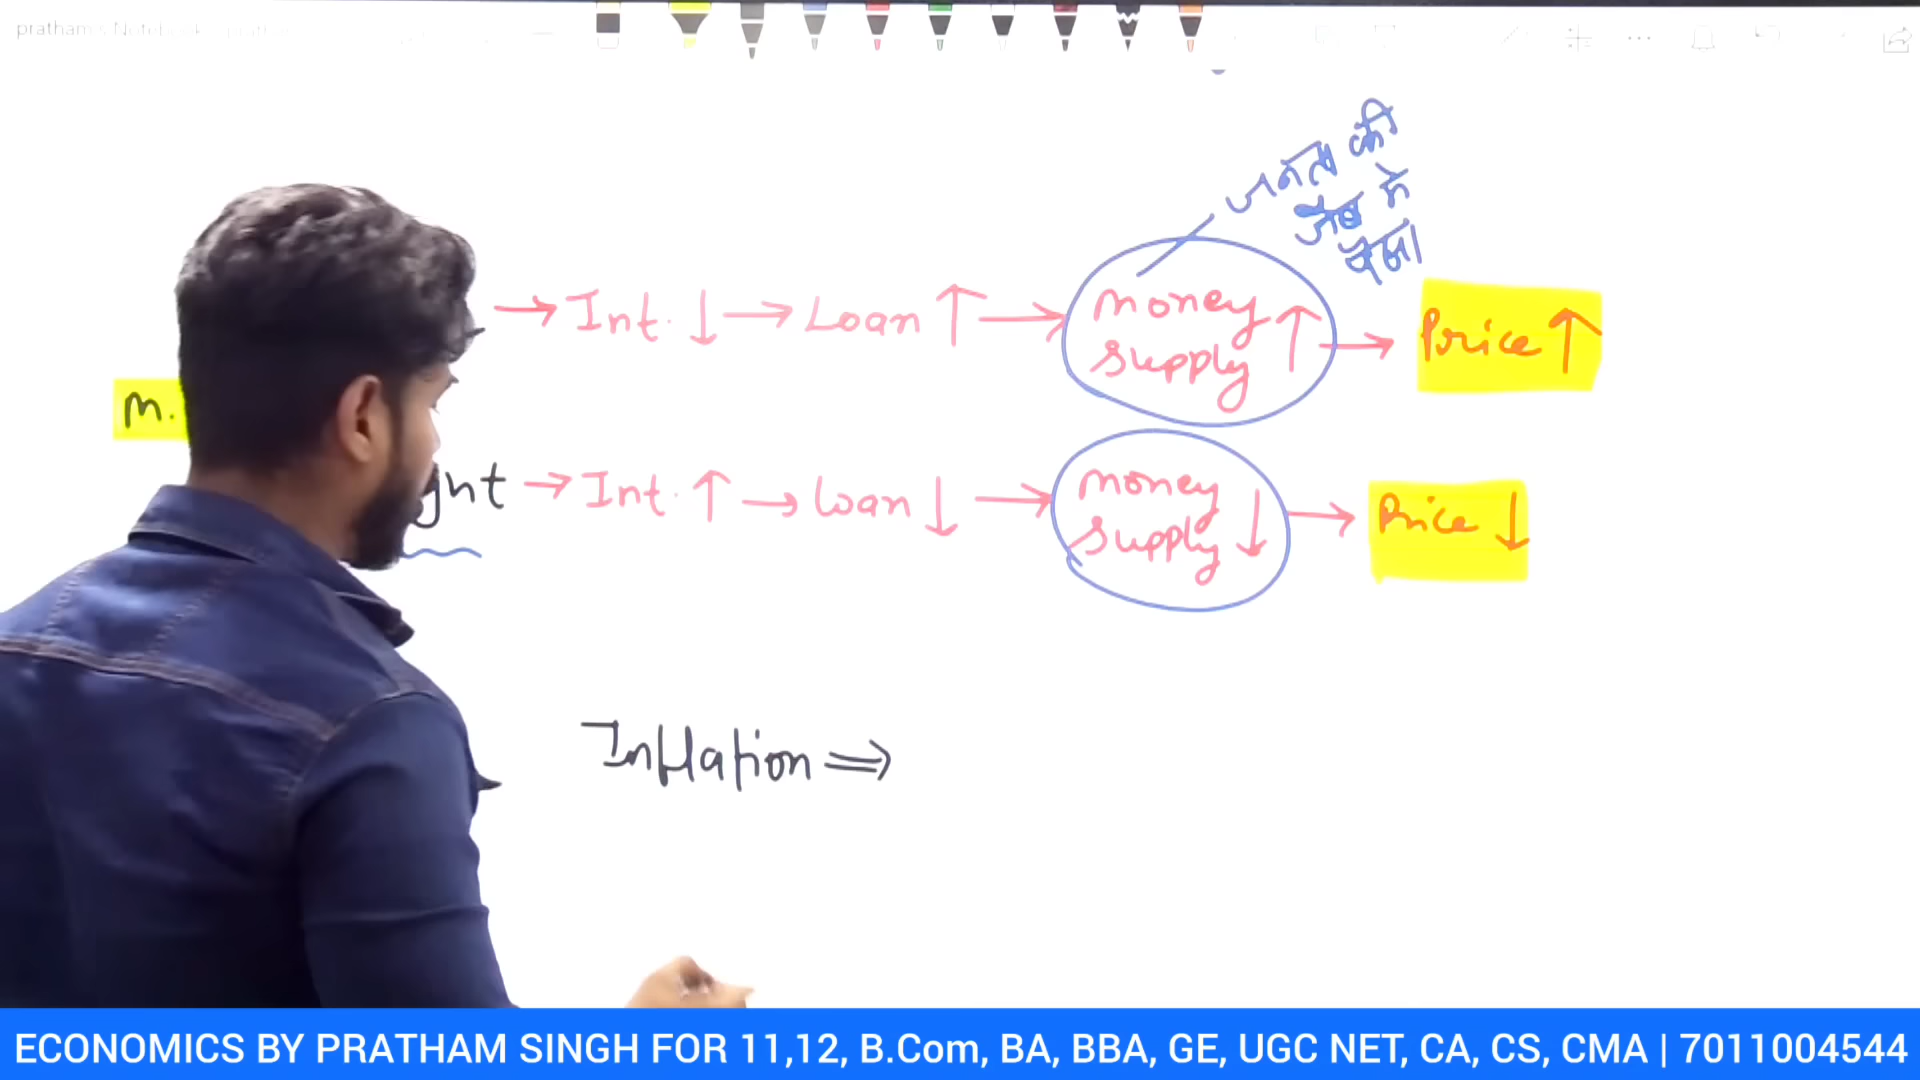 → Int. ↓ → Loan ↑ → money supply ↑ → Price ↑
जनता की
जेब में
पैसा
M.
ght → Int. ↑ → Loan ↓ → money supply ↓ → Price ↓
Inflation ⇒
ECONOMICS BY PRATHAM SINGH FOR 11,12, B.Com, BA, BBA, GE, UGC NET, CA, CS, CMA | 7011004544